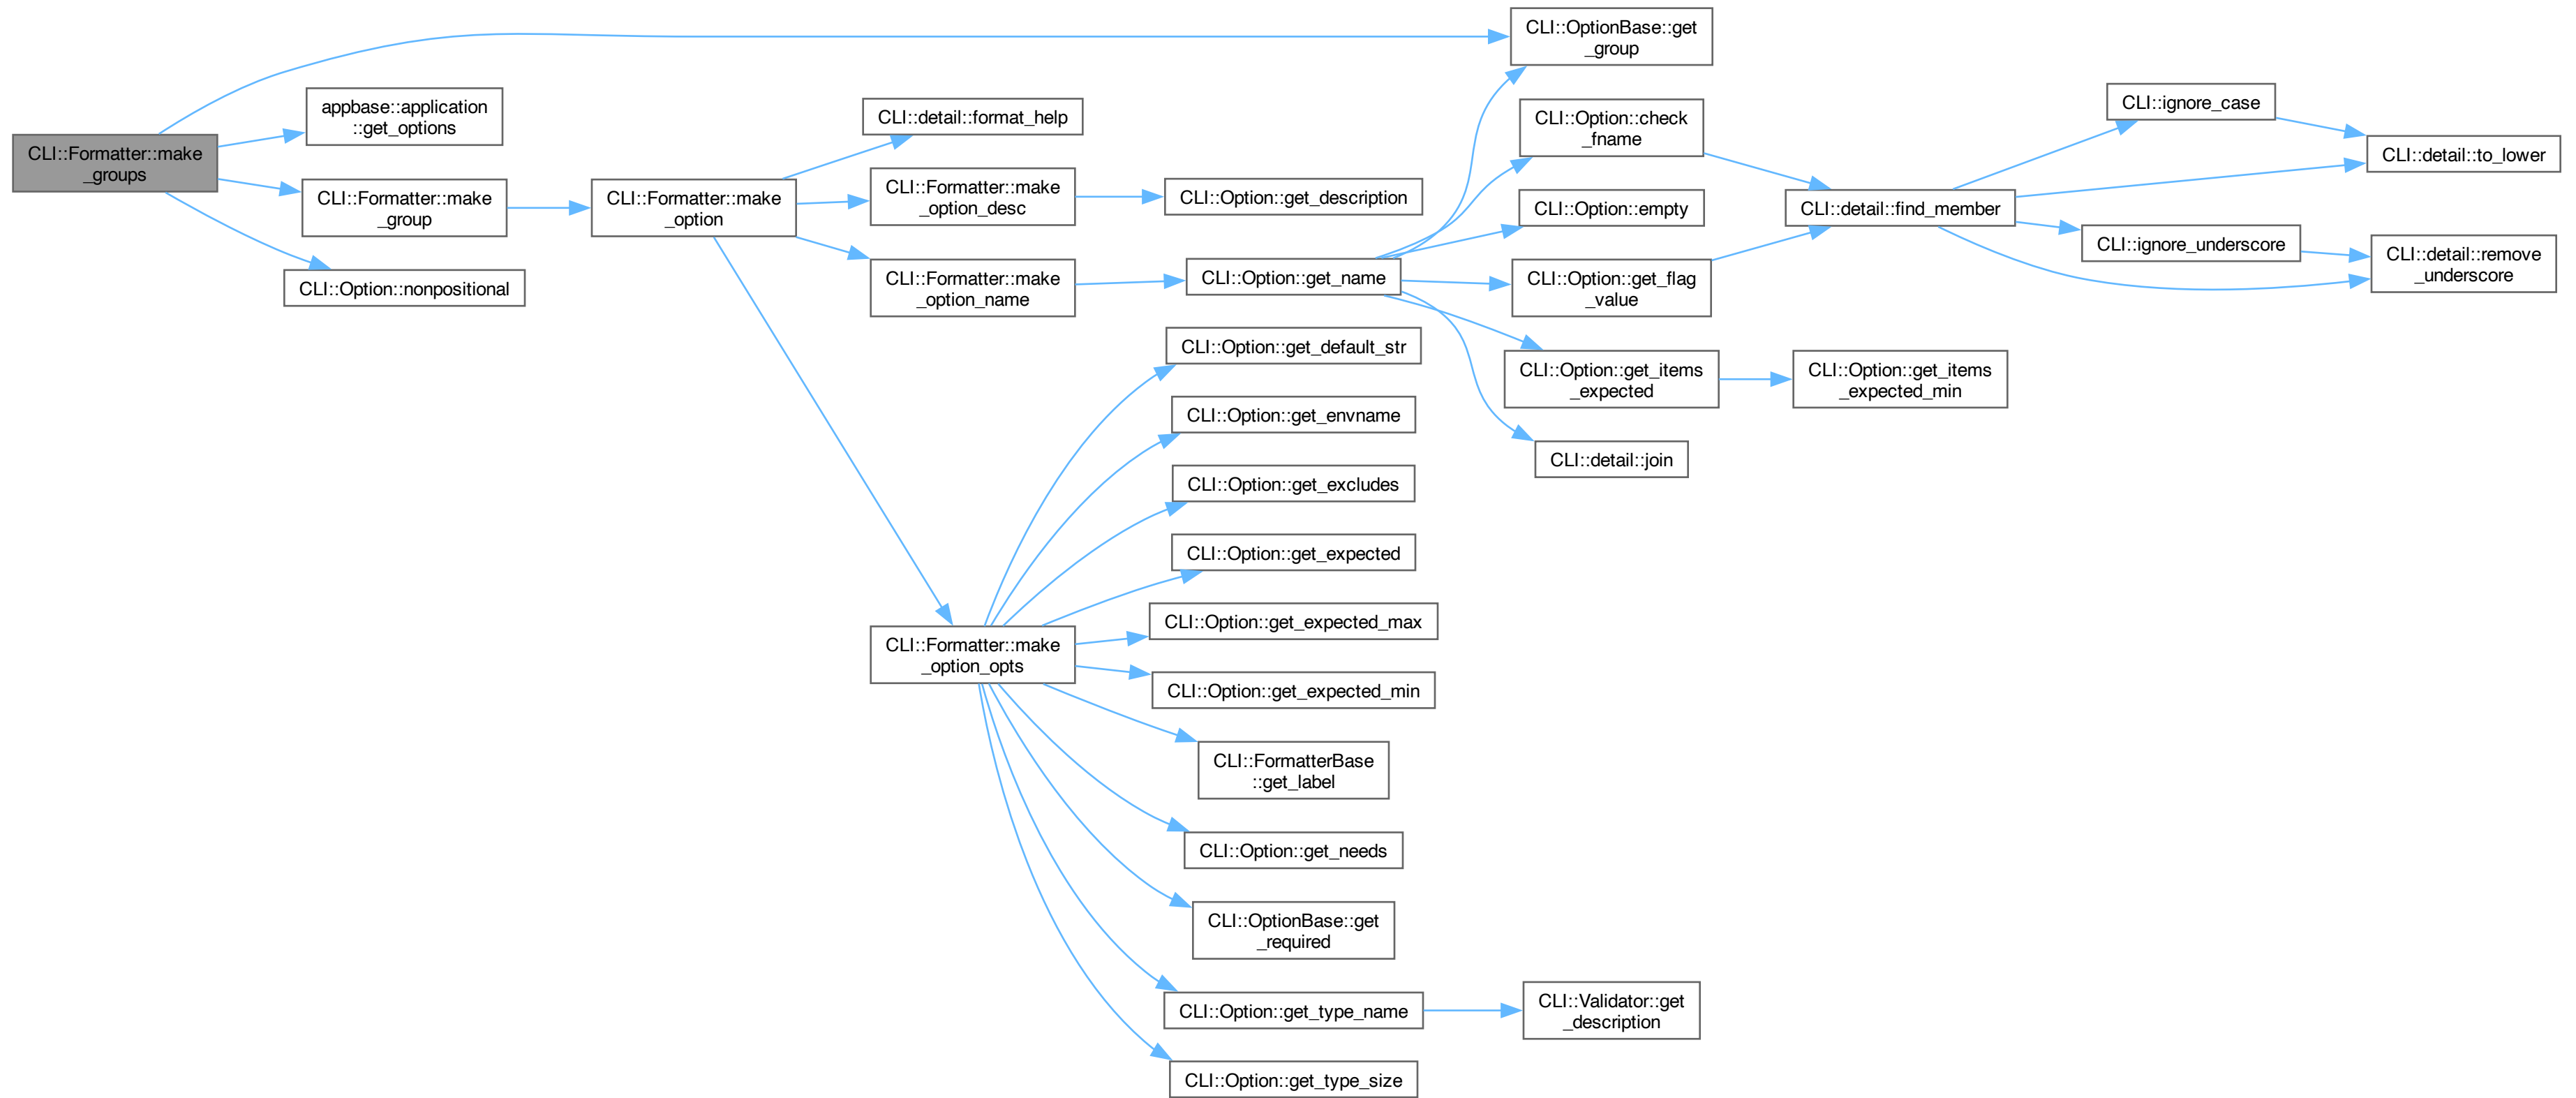 CLI::Formatter::make
_groups
appbase::application
::get_options
CLI::Formatter::make
_group
CLI::Option::nonpositional
CLI::Formatter::make
_option
CLI::detail::format_help
CLI::Formatter::make
_option_desc
CLI::Formatter::make
_option_name
CLI::Formatter::make
_option_opts
CLI::Option::get_description
CLI::Option::get_name
CLI::Option::get_default_str
CLI::Option::get_envname
CLI::Option::get_excludes
CLI::Option::get_expected
CLI::Option::get_expected_max
CLI::Option::get_expected_min
CLI::FormatterBase
::get_label
CLI::Option::get_needs
CLI::OptionBase::get
_required
CLI::Option::get_type_name
CLI::Option::get_type_size
CLI::OptionBase::get
_group
CLI::Option::check
_fname
CLI::Option::empty
CLI::Option::get_flag
_value
CLI::Option::get_items
_expected
CLI::detail::join
CLI::Validator::get
_description
CLI::detail::find_member
CLI::Option::get_items
_expected_min
CLI::ignore_case
CLI::ignore_underscore
CLI::detail::to_lower
CLI::detail::remove
_underscore